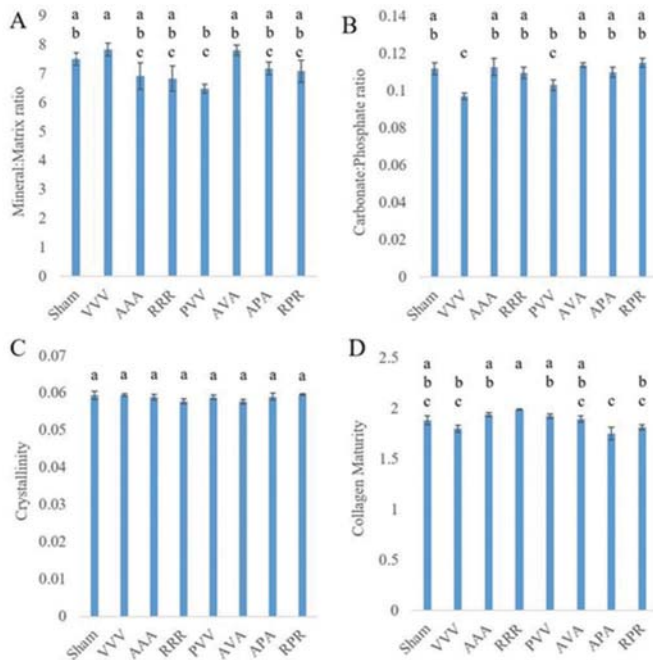 A
a a a a a a a
b b b b b b b
c c c c c
Mineral:Matrix ratio
9
8
7
6
5
4
3
2
1
0
Sham VVV AAA RRR PVV AVA APA RPR
B
a a a a a a
b b b b b b b
c c
Carbonate:Phosphate ratio
0.14
0.12
0.1
0.08
0.06
0.04
0.02
0
Sham VVV AAA RRR PVV AVA APA RPR
C
a a a a a a a a
Crystallinity
0.07
0.06
0.05
0.04
0.03
0.02
0.01
0
Sham VVV AAA RRR PVV AVA APA RPR
D
a a a a a
b b b b b b
c c c c c
Collagen Maturity
2.5
2
1.5
1
0.5
0
Sham VVV AAA RRR PVV AVA APA RPR